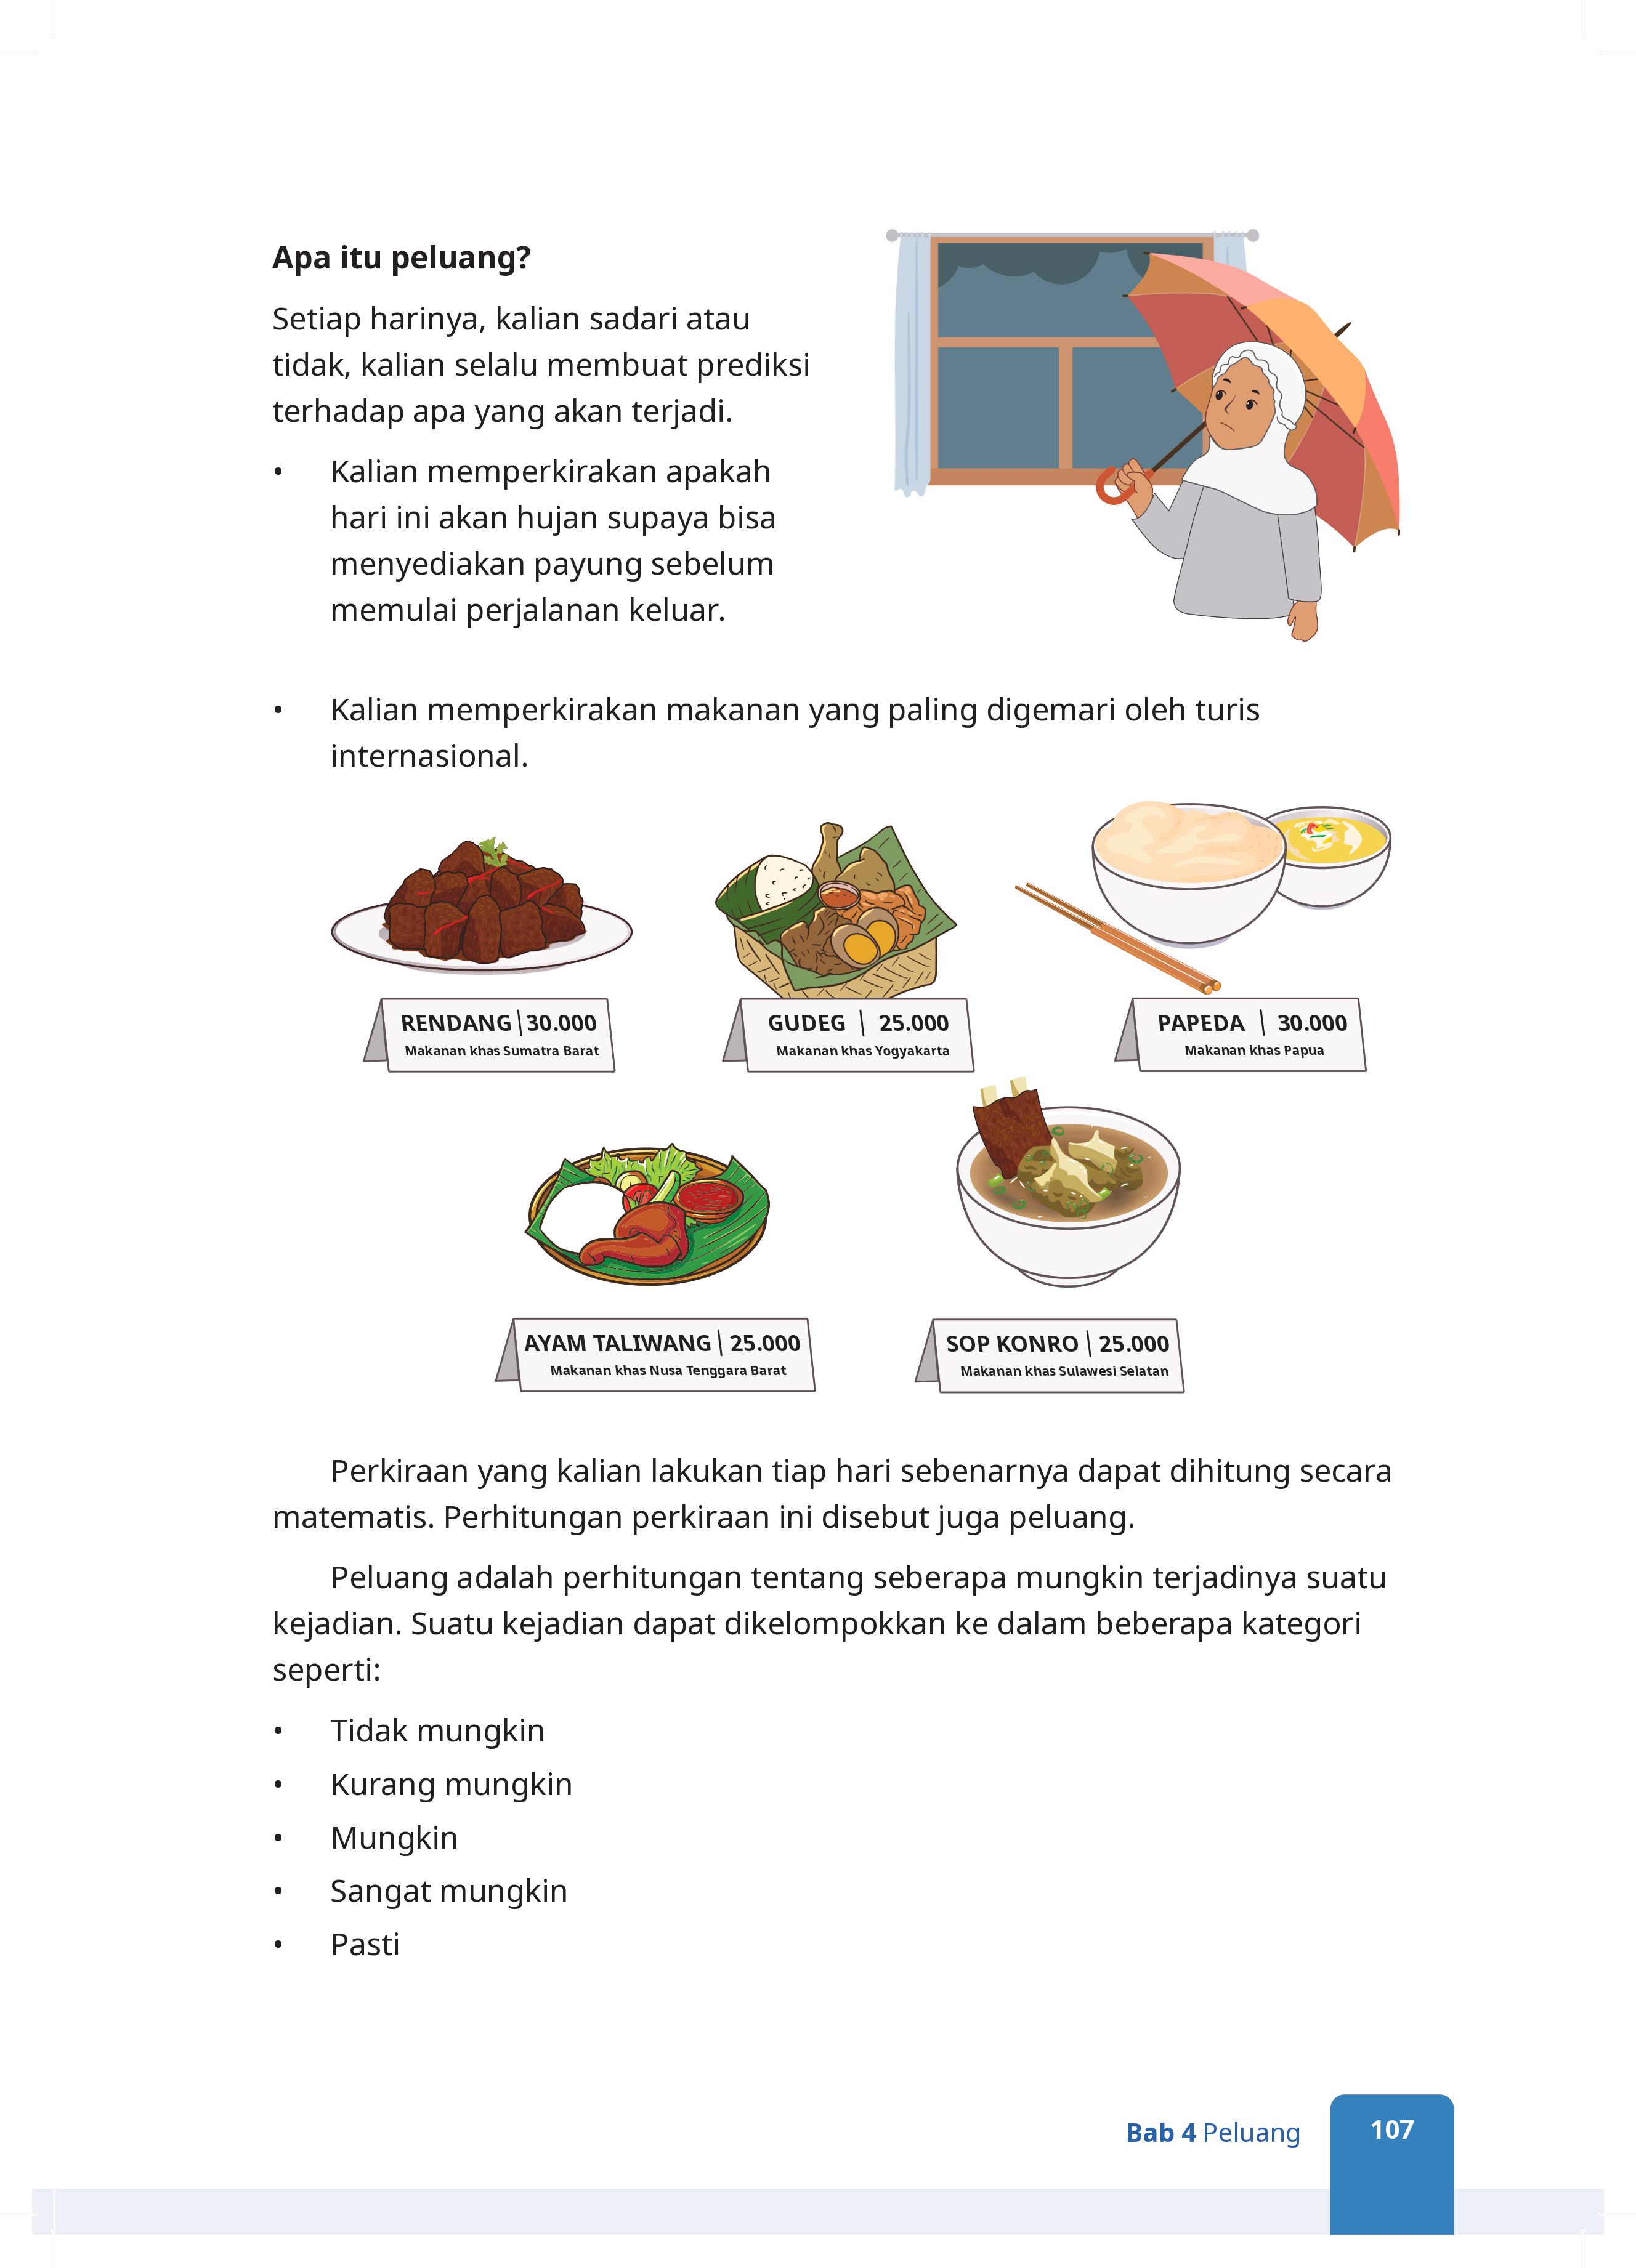 Apa itu peluang?
Setiap harinya, kalian sadari atau
tidak, kalian selalu membuat prediksi
terhadap apa yang akan terjadi.
• Kalian memperkirakan apakah
hari ini akan hujan supaya bisa
menyediakan payung sebelum
memulai perjalanan keluar.
• Kalian memperkirakan makanan yang paling digemari oleh turis
internasional.
RENDANG | 30.000
Makanan khas Sumatra Barat
GUDEG | 25.000
Makanan khas Yogyakarta
PAPEDA | 30.000
Makanan khas Papua
AYAM TALIWANG | 25.000
Makanan khas Nusa Tenggara Barat
SOP KONRO | 25.000
Makanan khas Sulawesi Selatan
Perkiraan yang kalian lakukan tiap hari sebenarnya dapat dihitung secara
matematis. Perhitungan perkiraan ini disebut juga peluang.
Peluang adalah perhitungan tentang seberapa mungkin terjadinya suatu
kejadian. Suatu kejadian dapat dikelompokkan ke dalam beberapa kategori
seperti:
• Tidak mungkin
• Kurang mungkin
• Mungkin
• Sangat mungkin
• Pasti
Bab 4 Peluang 107